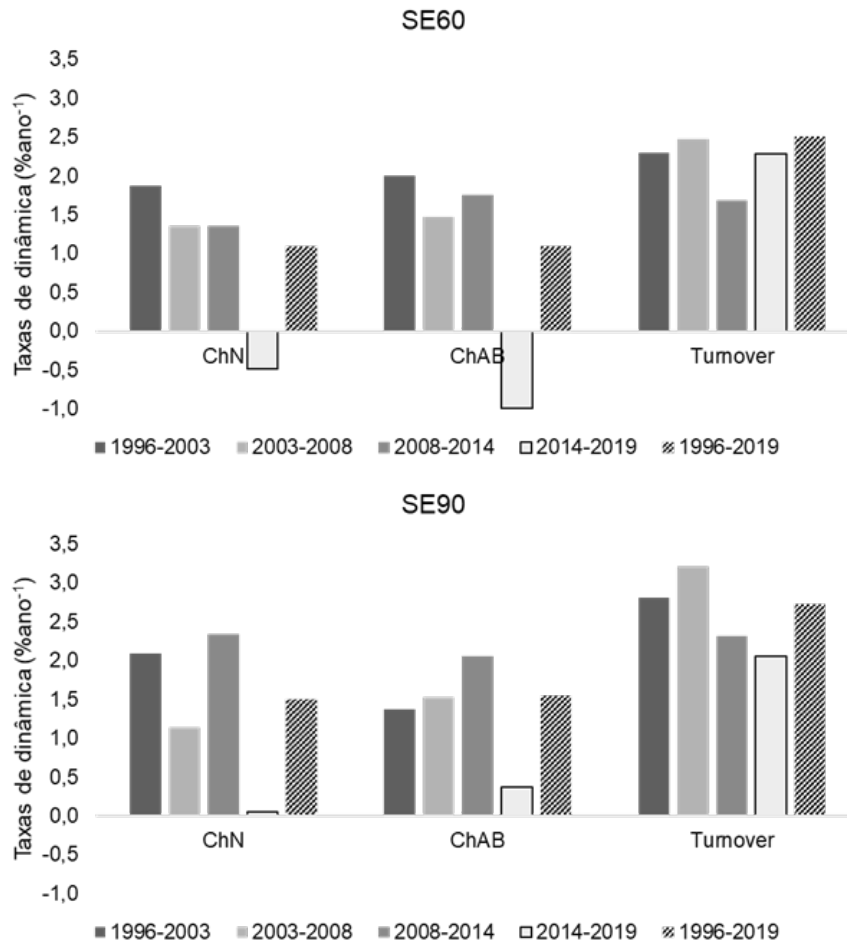 SE60
Taxas de dinâmica (%ano⁻¹)
3,5
3,0
2,5
2,0
1,5
1,0
0,5
0,0
-0,5
-1,0
ChN ChAB Turnover
1996-2003 2003-2008 2008-2014 2014-2019 1996-2019
SE90
Taxas de dinâmica (%ano⁻¹)
3,5
3,0
2,5
2,0
1,5
1,0
0,5
0,0
-0,5
-1,0
ChN ChAB Turnover
1996-2003 2003-2008 2008-2014 2014-2019 1996-2019